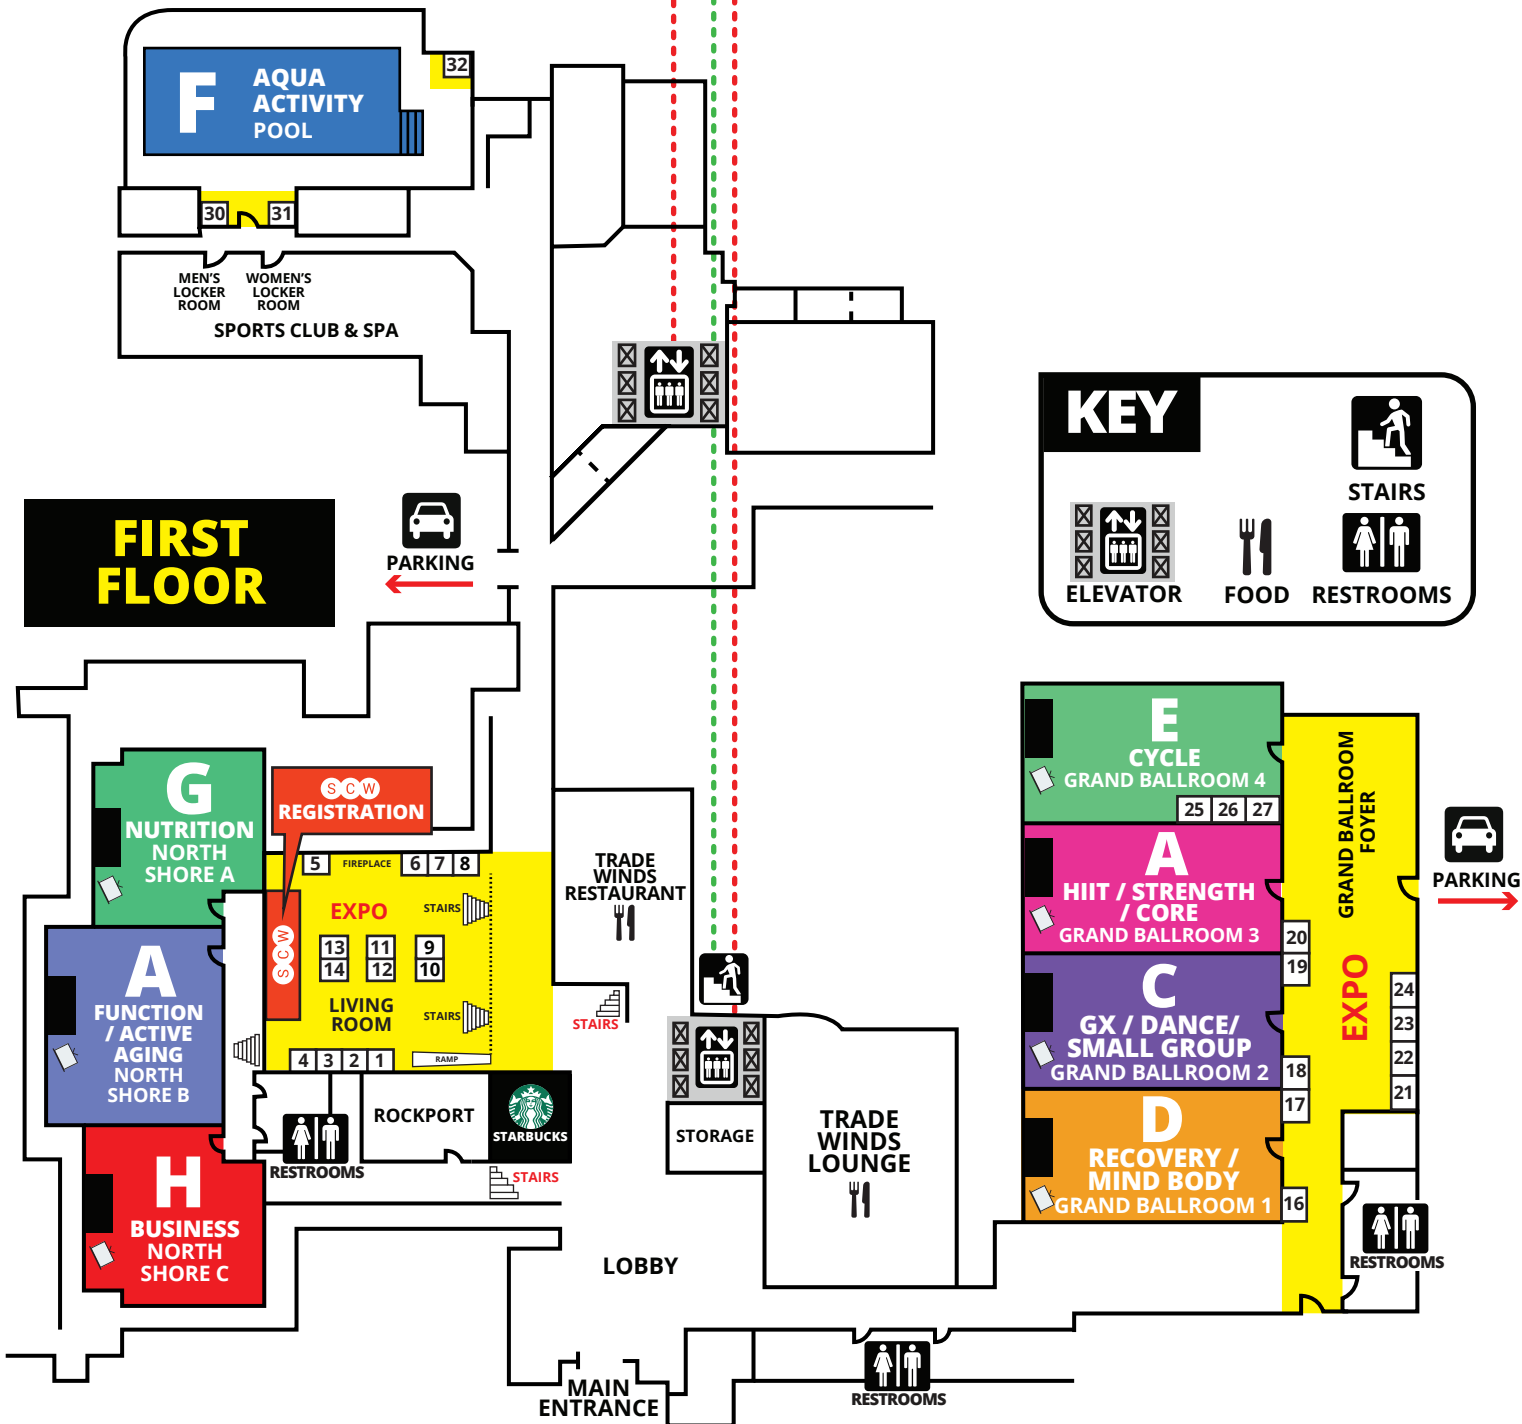 F
AQUA
ACTIVITY
POOL
32
30
31
MEN'S
LOCKER
ROOM
WOMEN'S
LOCKER
ROOM
SPORTS CLUB & SPA
FIRST
FLOOR
PARKING
KEY
STAIRS
ELEVATOR
FOOD
RESTROOMS
G
NUTRITION
NORTH
SHORE A
SCW
REGISTRATION
5
FIREPLACE
6
7
8
EXPO
STAIRS
SCW
13
11
9
14
12
10
LIVING
ROOM
STAIRS
4
3
2
1
RAMP
A
FUNCTION
/ ACTIVE
AGING
NORTH
SHORE B
H
BUSINESS
NORTH
SHORE C
RESTROOMS
ROCKPORT
STARBUCKS
STAIRS
TRADE
WINDS
RESTAURANT
STAIRS
STORAGE
TRADE
WINDS
LOUNGE
LOBBY
MAIN
ENTRANCE
RESTROOMS
E
CYCLE
GRAND BALLROOM 4
25
26
27
A
HIIT / STRENGTH
/ CORE
GRAND BALLROOM 3
C
GX / DANCE/
SMALL GROUP
GRAND BALLROOM 2
D
RECOVERY /
MIND BODY
GRAND BALLROOM 1
20
19
18
17
16
GRAND BALLROOM
FOYER
EXPO
24
23
22
21
PARKING
RESTROOMS